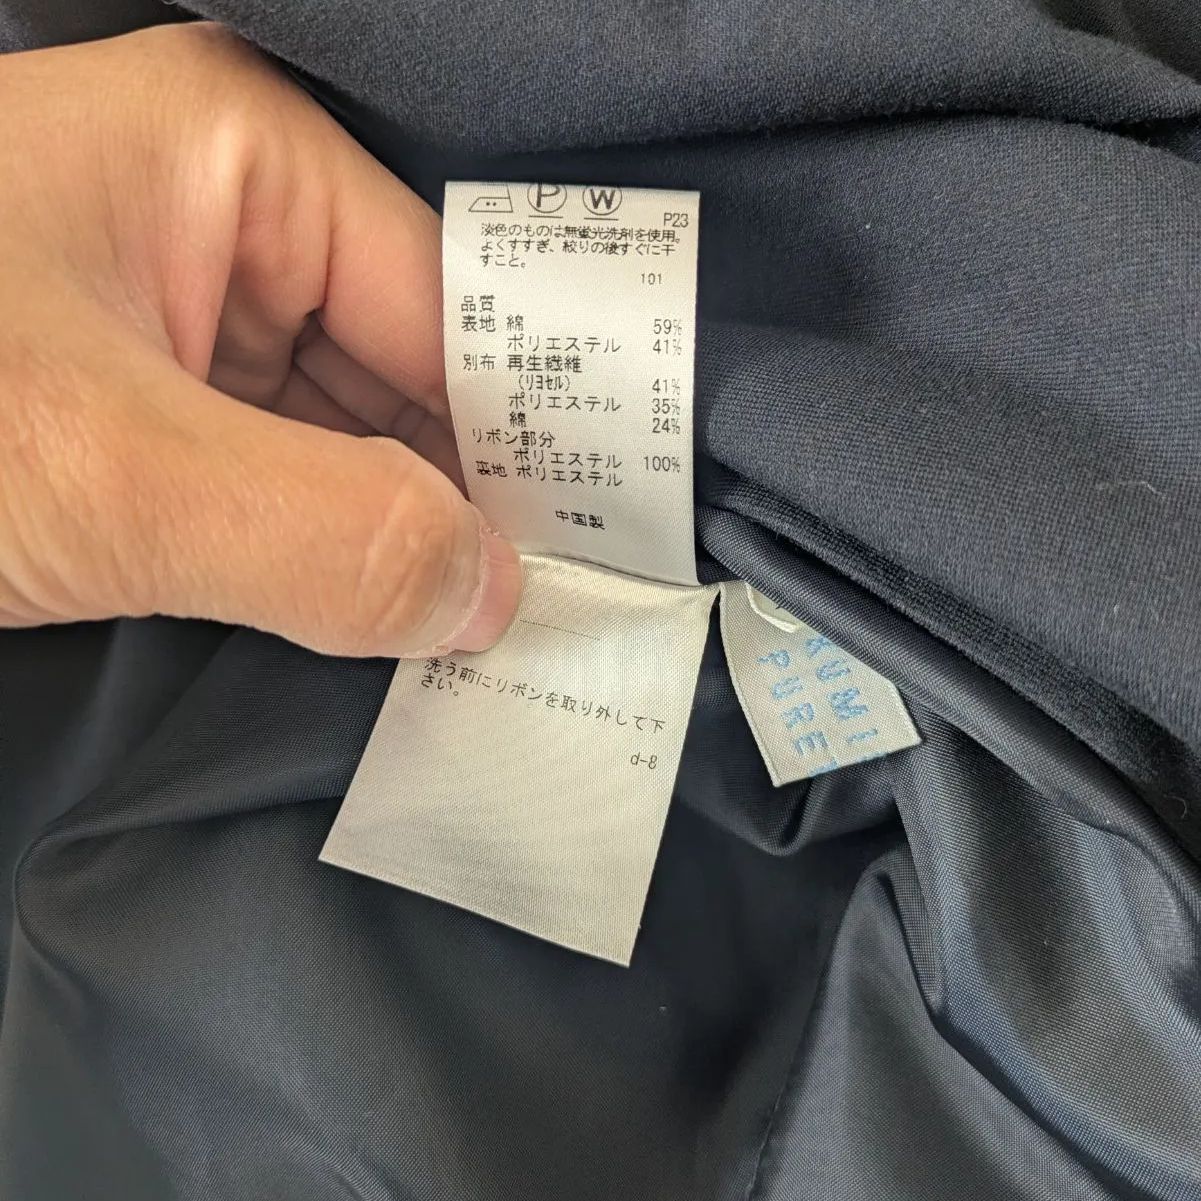 P W
P23
淡色のものは無蛍光洗剤を使用。
よくすすぎ、絞りの後すぐに干
すこと。
101
品質
表地 綿 59%
ポリエステル 41%
別布 再生繊維
(リヨセル) 41%
ポリエステル 35%
綿 24%
リボン部分
ポリエステル 100%
裏地 ポリエステル
中国製
洗う前にリボンを取り外して下
さい。
d-8
KUMI
PURE